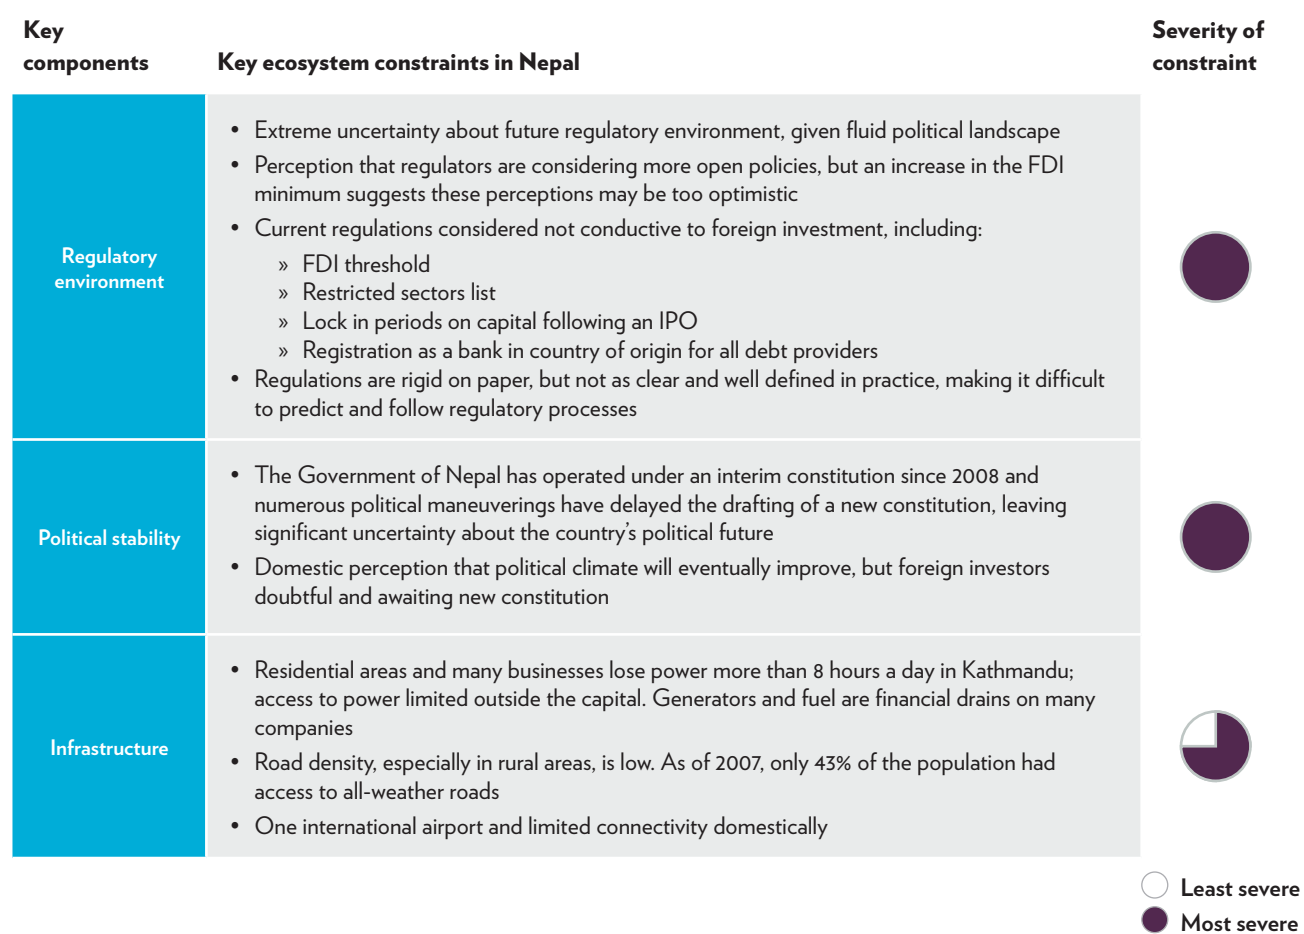 Key
components
Key ecosystem constraints in Nepal
Severity of
constraint
Regulatory
environment
• Extreme uncertainty about future regulatory environment, given fluid political landscape
• Perception that regulators are considering more open policies, but an increase in the FDI
minimum suggests these perceptions may be too optimistic
• Current regulations considered not conductive to foreign investment, including:
» FDI threshold
» Restricted sectors list
» Lock in periods on capital following an IPO
» Registration as a bank in country of origin for all debt providers
• Regulations are rigid on paper, but not as clear and well defined in practice, making it difficult
to predict and follow regulatory processes
Political stability
• The Government of Nepal has operated under an interim constitution since 2008 and
numerous political maneuverings have delayed the drafting of a new constitution, leaving
significant uncertainty about the country’s political future
• Domestic perception that political climate will eventually improve, but foreign investors
doubtful and awaiting new constitution
Infrastructure
• Residential areas and many businesses lose power more than 8 hours a day in Kathmandu;
access to power limited outside the capital. Generators and fuel are financial drains on many
companies
• Road density, especially in rural areas, is low. As of 2007, only 43% of the population had
access to all-weather roads
• One international airport and limited connectivity domestically
Least severe
Most severe